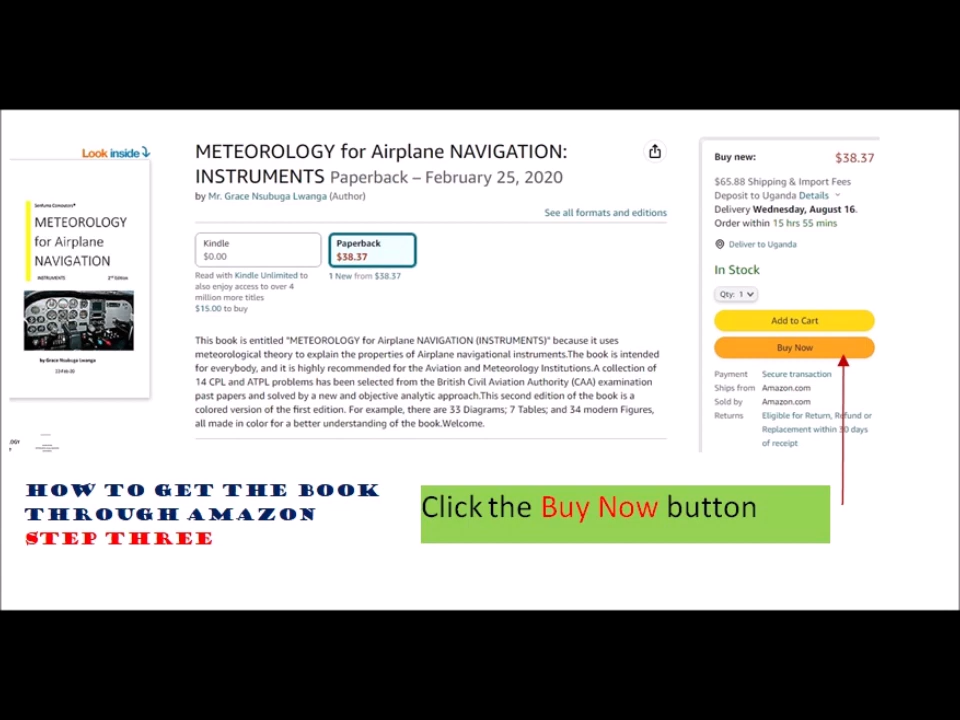 Look inside
METEOROLOGY
for Airplane
NAVIGATION
INSTRUMENTS 2nd Edition
by Grace Nsubuga Lwanga
METEOROLOGY for Airplane NAVIGATION:
INSTRUMENTS Paperback – February 25, 2020
by Mr. Grace Nsubuga Lwanga (Author)
See all formats and editions
Kindle
$0.00
Paperback
$38.37
Read with Kindle Unlimited to
also enjoy access to over 4
million more titles
$15.00 to buy
1 New from $38.37
This book is entitled "METEOROLOGY for Airplane NAVIGATION (INSTRUMENTS)" because it uses
meteorological theory to explain the properties of Airplane navigational instruments.The book is intended
for everybody, and it is highly recommended for the Aviation and Meteorology Institutions.A collection of
14 CPL and ATPL problems has been selected from the British Civil Aviation Authority (CAA) examination
past papers and solved by a new and objective analytic approach.This second edition of the book is a
colored version of the first edition. For example, there are 33 Diagrams; 7 Tables; and 34 modern Figures,
all made in color for a better understanding of the book.Welcome.
Buy new: $38.37
$65.88 Shipping & Import Fees
Deposit to Uganda Details
Delivery Wednesday, August 16.
Order within 15 hrs 55 mins
Deliver to Uganda
In Stock
Qty: 1
Add to Cart
Buy Now
Payment Secure transaction
Ships from Amazon.com
Sold by Amazon.com
Returns Eligible for Return, Refund or
Replacement within 30 days
of receipt
HOW TO GET THE BOOK
THROUGH AMAZON
STEP THREE
Click the Buy Now button